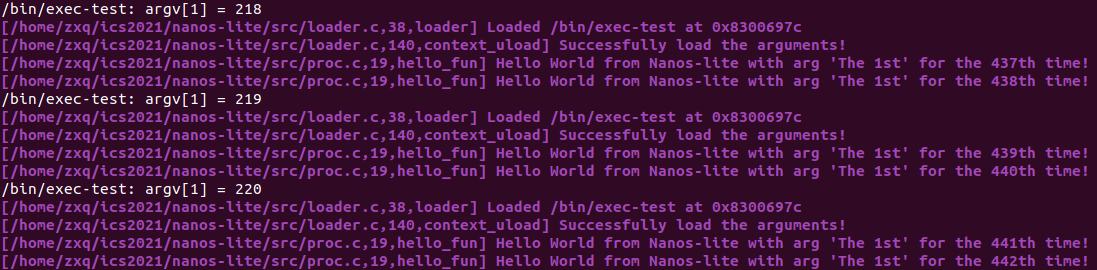 /bin/exec-test: argv[1] = 218
[/home/zxq/ics2021/nanos-lite/src/loader.c,38,loader] Loaded /bin/exec-test at 0x8300697c
[/home/zxq/ics2021/nanos-lite/src/loader.c,140,context_uload] Successfully load the arguments!
[/home/zxq/ics2021/nanos-lite/src/proc.c,19,hello_fun] Hello World from Nanos-lite with arg 'The 1st' for the 437th time!
[/home/zxq/ics2021/nanos-lite/src/proc.c,19,hello_fun] Hello World from Nanos-lite with arg 'The 1st' for the 438th time!
/bin/exec-test: argv[1] = 219
[/home/zxq/ics2021/nanos-lite/src/loader.c,38,loader] Loaded /bin/exec-test at 0x8300697c
[/home/zxq/ics2021/nanos-lite/src/loader.c,140,context_uload] Successfully load the arguments!
[/home/zxq/ics2021/nanos-lite/src/proc.c,19,hello_fun] Hello World from Nanos-lite with arg 'The 1st' for the 439th time!
[/home/zxq/ics2021/nanos-lite/src/proc.c,19,hello_fun] Hello World from Nanos-lite with arg 'The 1st' for the 440th time!
/bin/exec-test: argv[1] = 220
[/home/zxq/ics2021/nanos-lite/src/loader.c,38,loader] Loaded /bin/exec-test at 0x8300697c
[/home/zxq/ics2021/nanos-lite/src/loader.c,140,context_uload] Successfully load the arguments!
[/home/zxq/ics2021/nanos-lite/src/proc.c,19,hello_fun] Hello World from Nanos-lite with arg 'The 1st' for the 441th time!
[/home/zxq/ics2021/nanos-lite/src/proc.c,19,hello_fun] Hello World from Nanos-lite with arg 'The 1st' for the 442th time!